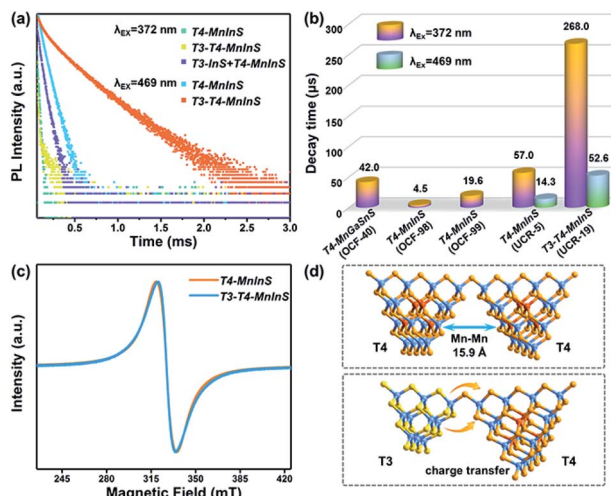 (a)
λEX=372 nm
T4-MnInS
T3-T4-MnInS
T3-InS+T4-MnInS
λEX=469 nm
T4-MnInS
T3-T4-MnInS
PL Intensity (a.u.)
0.5 1.0 1.5 2.0 2.5 3.0
Time (ms)
(b)
λEX=372 nm
λEX=469 nm
Decay time (μs)
300
250
200
150
100
50
0
42.0
4.5
19.6
57.0
14.3
268.0
52.6
T4-MnGaSnS
(OCF-40)
T4-MnInS
(OCF-98)
T4-MnInS
(OCF-99)
T4-MnInS
(UCR-5)
T3-T4-MnInS
(UCR-19)
(c)
T4-MnInS
T3-T4-MnInS
Intensity (a.u.)
245 280 315 350 385 420
Magnetic Field (mT)
(d)
Mn-Mn
15.9 Å
T4
T4
T3
T4
charge transfer